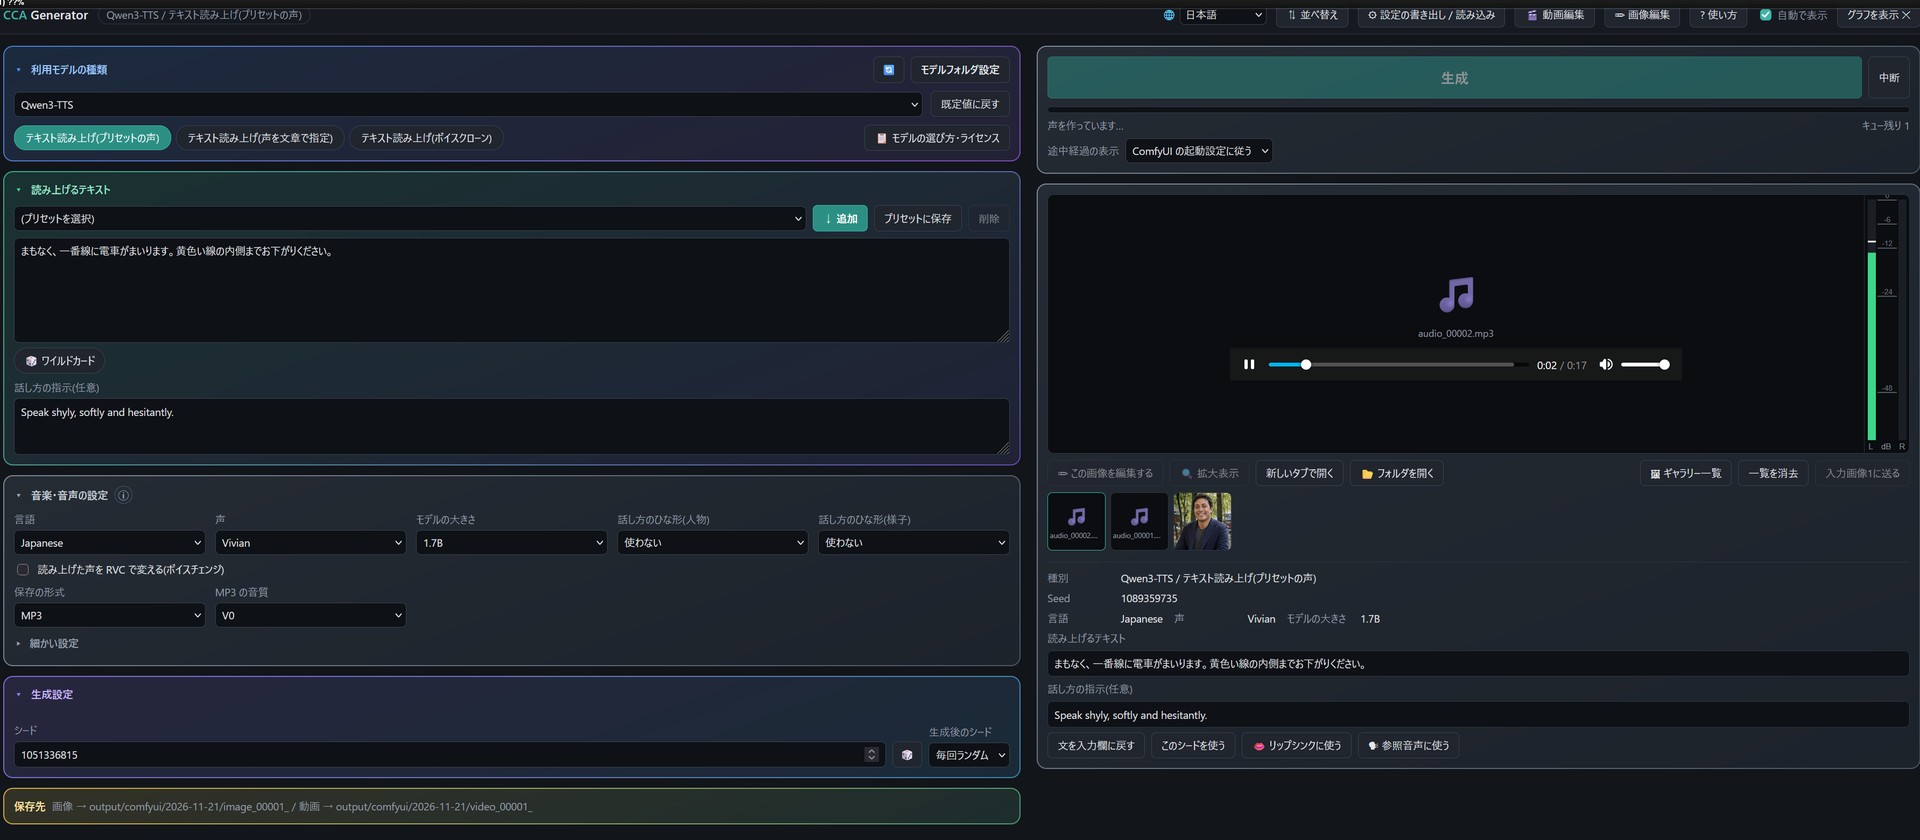 CCA Generator Qwen3-TTS / テキスト読み上げ(プリセットの声)
🌐 日本語 ⇅ 並べ替え ⚙ 設定の書き出し / 読み込み 動画編集 画像編集 ? 使い方 自動で表示 グラフを表示 ✕
利用モデルの種類
モデルフォルダ設定
Qwen3-TTS
既定値に戻す
テキスト読み上げ(プリセットの声) テキスト読み上げ(声を文章で指定) テキスト読み上げ(ボイスクローン)
モデルの選び方・ライセンス
読み上げるテキスト
(プリセットを選択)
↓ 追加 プリセットに保存 削除
まもなく、一番線に電車がまいります。黄色い線の内側までお下がりください。
ワイルドカード
話し方の指示(任意)
Speak shyly, softly and hesitantly.
音楽・音声の設定 ⓘ
言語 声 モデルの大きさ 話し方のひな形(人物) 話し方のひな形(様子)
Japanese Vivian 1.7B 使わない 使わない
読み上げた声を RVC で変える(ボイスチェンジ)
保存の形式 MP3 の音質
MP3 V0
細かい設定
生成設定
シード 生成後のシード
1051336815 毎回ランダム
保存先 画像 → output/comfyui/2026-11-21/image_00001_ / 動画 → output/comfyui/2026-11-21/video_00001_
生成 中断
声を作っています... キュー残り 1
途中経過の表示 ComfyUI の起動設定に従う
audio_00002.mp3
0:02 / 0:17
-6
-12
-24
-48
L dB R
この画像を編集する 拡大表示 新しいタブで開く フォルダを開く
ギャラリー一覧 一覧を消去 入力画像1に送る
audio_00002.... audio_00001....
種別 Qwen3-TTS / テキスト読み上げ(プリセットの声)
Seed 1089359735
言語 Japanese 声 Vivian モデルの大きさ 1.7B
読み上げるテキスト
まもなく、一番線に電車がまいります。黄色い線の内側までお下がりください。
話し方の指示(任意)
Speak shyly, softly and hesitantly.
文を入力欄に戻す このシードを使う リップシンクに使う 参照音声に使う